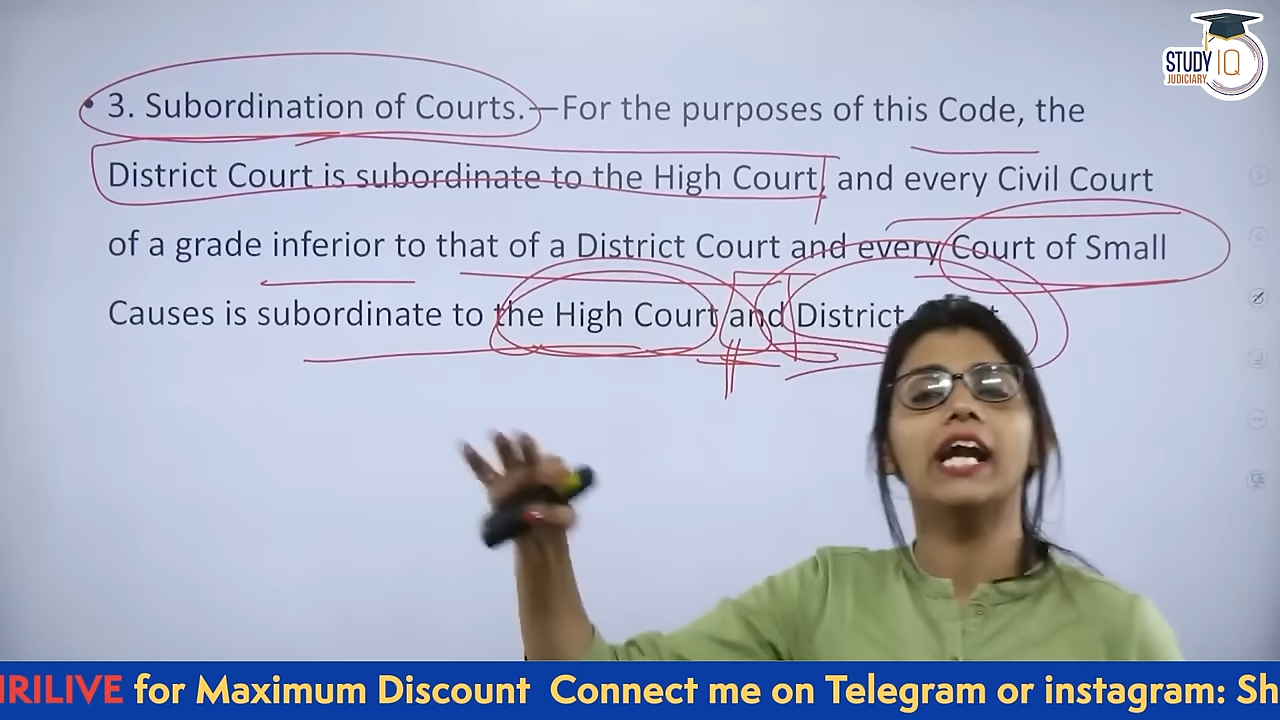 STUDY IQ
JUDICIARY
• 3. Subordination of Courts.—For the purposes of this Code, the
District Court is subordinate to the High Court, and every Civil Court
of a grade inferior to that of a District Court and every Court of Small
Causes is subordinate to the High Court and District
RILIVE for Maximum Discount Connect me on Telegram or instagram: Sh